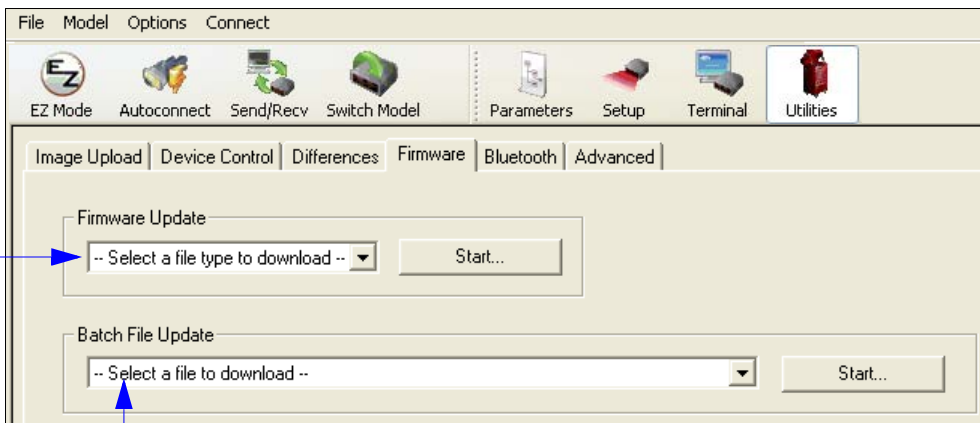 File Model Options Connect
EZ
EZ Mode Autoconnect Send/Recv Switch Model Parameters Setup Terminal Utilities
Image Upload Device Control Differences Firmware Bluetooth Advanced
Firmware Update
-- Select a file type to download -- Start...
Batch File Update
-- Select a file to download -- Start...